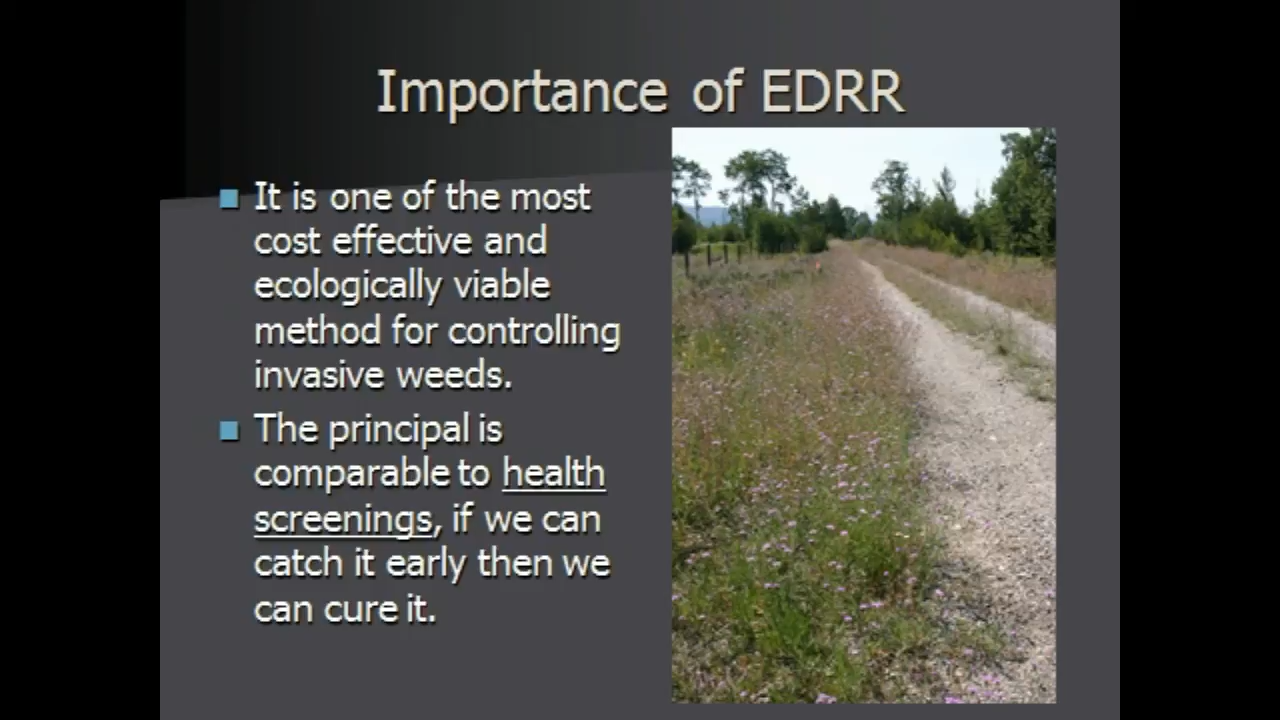 Importance of EDRR
It is one of the most
cost effective and
ecologically viable
method for controlling
invasive weeds.
The principal is
comparable to health
screenings, if we can
catch it early then we
can cure it.